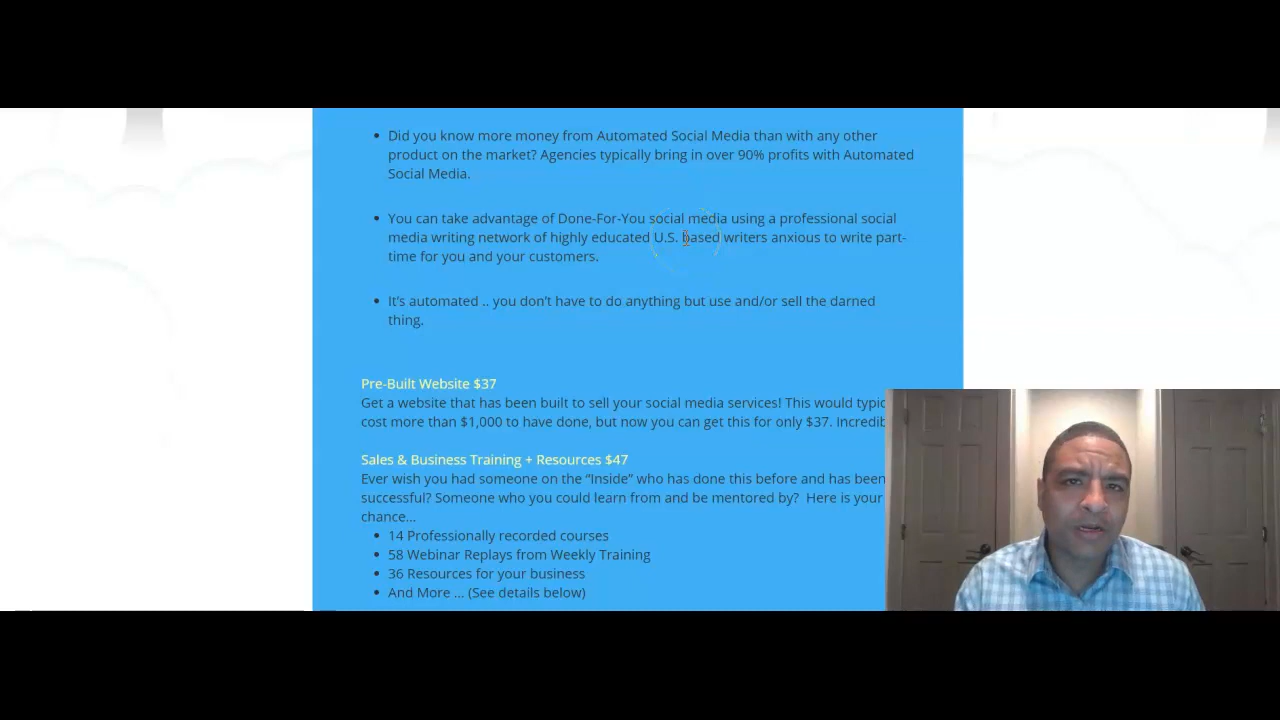 Did you know more money from Automated Social Media than with any other
product on the market? Agencies typically bring in over 90% profits with Automated
Social Media.
You can take advantage of Done-For-You social media using a professional social
media writing network of highly educated U.S. based writers anxious to write part-
time for you and your customers.
It's automated .. you don't have to do anything but use and/or sell the darned
thing.
Pre-Built Website $37
Get a website that has been built to sell your social media services! This would
cost more than $1,000 to have done, but now you can get this for only $37.
Sales & Business Training + Resources $47
Ever wish you had someone on the “Inside” who has done this before and has been
successful? Someone who you could learn from and be mentored by? Here is your
chance...
14 Professionally recorded courses
58 Webinar Replays from Weekly Training
36 Resources for your business
And More ... (See details below)